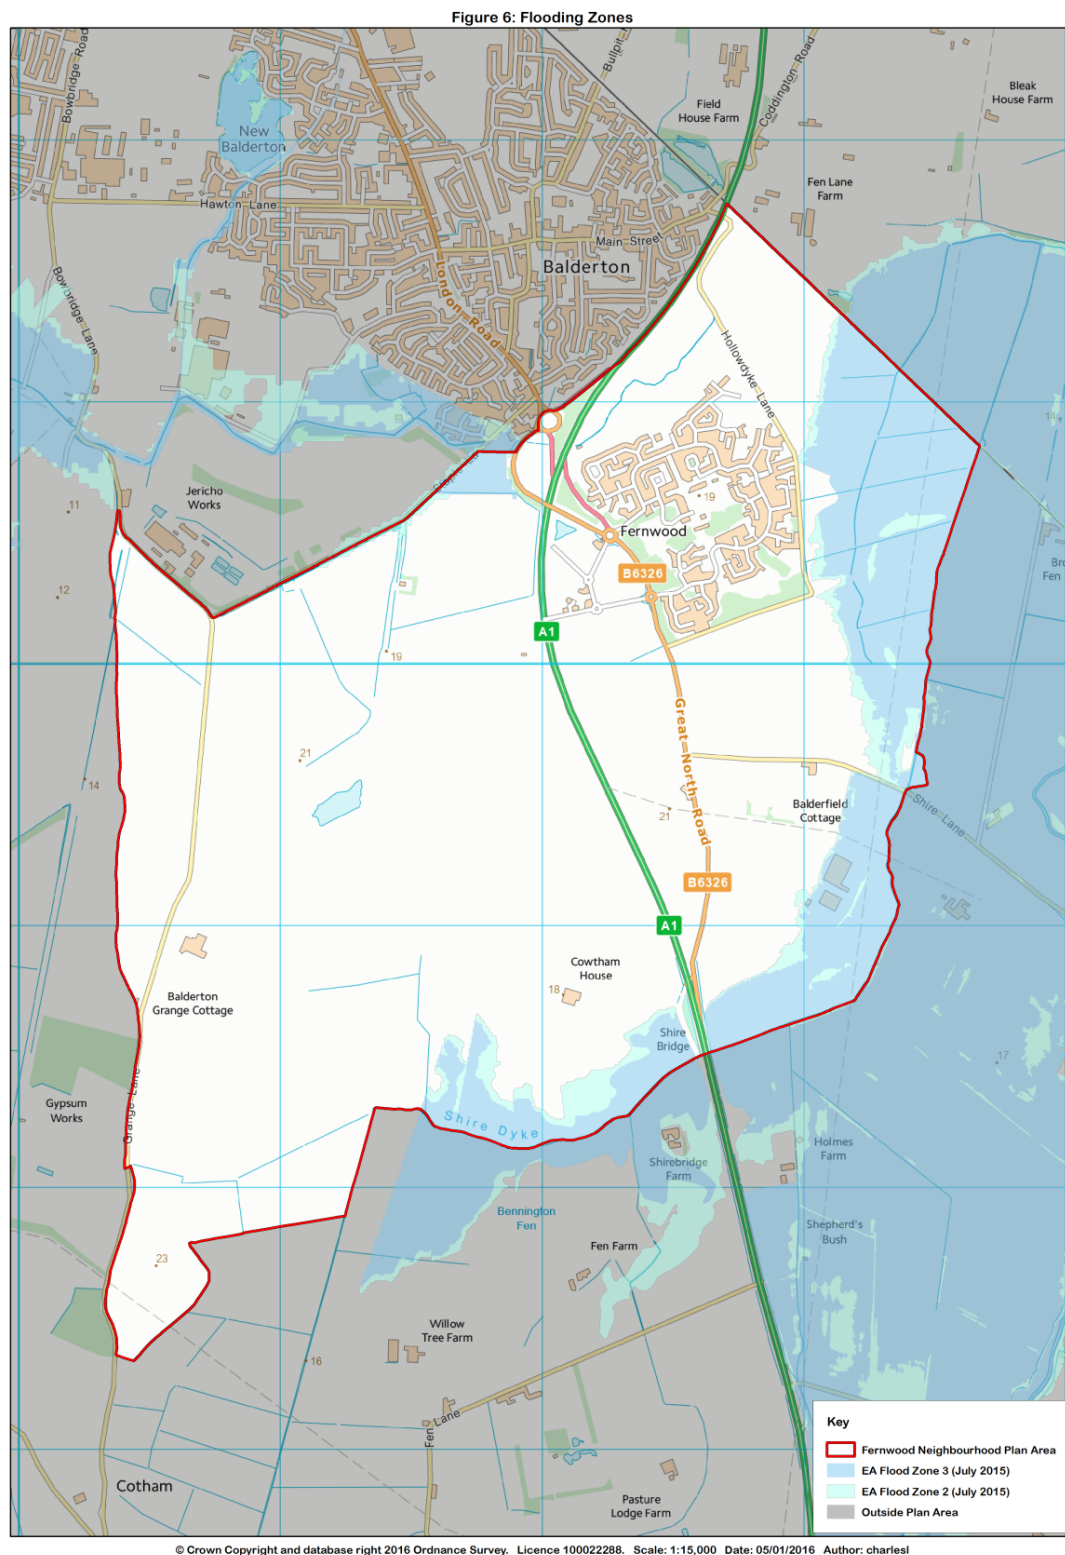 Figure 6: Flooding Zones
Bowbridge Road
Bullpit
Coddington Road
Field
House Farm
Bleak
House Farm
New
Balderton
Hawton Lane
Fen Lane
Farm
Main Street
Balderton
London Road
Bowbridge Lane
Hollowdyke Lane
14
Jericho
Works
11
19
Fernwood
B6326
12
A1
19
Great North Road
21
14
21
Balderfield
Cottage
Shire Lane
B6326
A1
Cowtham
House
18
Balderton
Grange Cottage
Shire
Bridge
17
Grange Lane
Gypsum
Works
Shire Dyke
Holmes
Farm
Shirebridge
Farm
Bennington
Fen
Shepherd's
Bush
Fen Farm
23
Willow
Tree Farm
16
Fen Lane
Cotham
Pasture
Lodge Farm
Key
Fernwood Neighbourhood Plan Area
EA Flood Zone 3 (July 2015)
EA Flood Zone 2 (July 2015)
Outside Plan Area
© Crown Copyright and database right 2016 Ordnance Survey. Licence 100022288. Scale: 1:15,000 Date: 05/01/2016 Author: charlesl